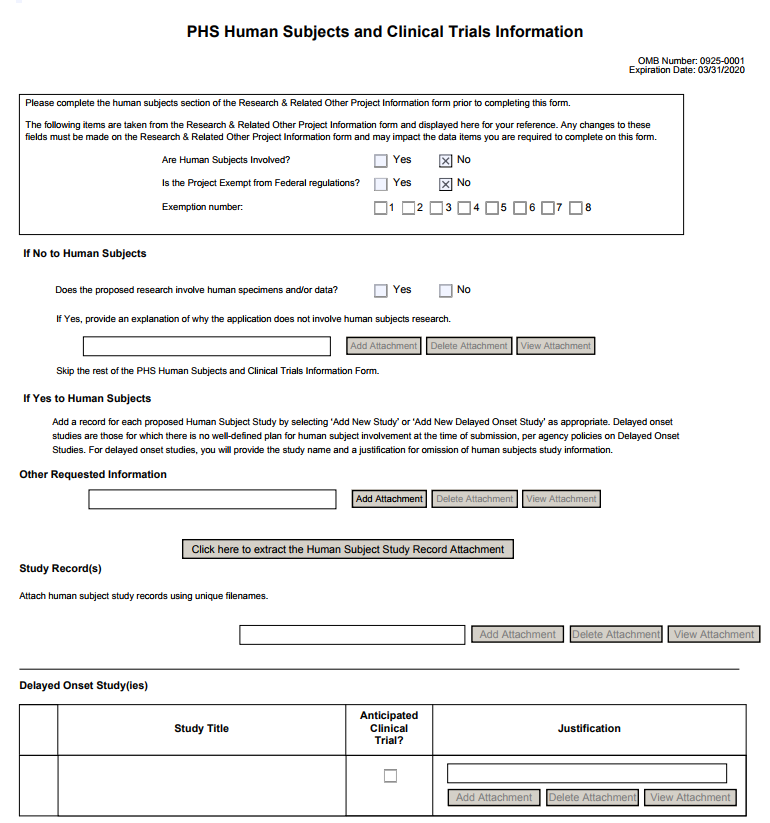 PHS Human Subjects and Clinical Trials Information
OMB Number: 0925-0001
Expiration Date: 03/31/2020
Please complete the human subjects section of the Research & Related Other Project Information form prior to completing this form.
The following items are taken from the Research & Related Other Project Information form and displayed here for your reference. Any changes to these
fields must be made on the Research & Related Other Project Information form and may impact the data items you are required to complete on this form.
Are Human Subjects Involved? Yes No
Is the Project Exempt from Federal regulations? Yes No
Exemption number: 1 2 3 4 5 6 7 8
If No to Human Subjects
Does the proposed research involve human specimens and/or data? Yes No
If Yes, provide an explanation of why the application does not involve human subjects research.
Add Attachment Delete Attachment View Attachment
Skip the rest of the PHS Human Subjects and Clinical Trials Information Form.
If Yes to Human Subjects
Add a record for each proposed Human Subject Study by selecting 'Add New Study' or 'Add New Delayed Onset Study' as appropriate. Delayed onset
studies are those for which there is no well-defined plan for human subject involvement at the time of submission, per agency policies on Delayed Onset
Studies. For delayed onset studies, you will provide the study name and a justification for omission of human subjects study information.
Other Requested Information
Add Attachment Delete Attachment View Attachment
Click here to extract the Human Subject Study Record Attachment
Study Record(s)
Attach human subject study records using unique filenames.
Add Attachment Delete Attachment View Attachment
Delayed Onset Study(ies)
Study Title
Anticipated
Clinical
Trial?
Justification
Add Attachment Delete Attachment View Attachment